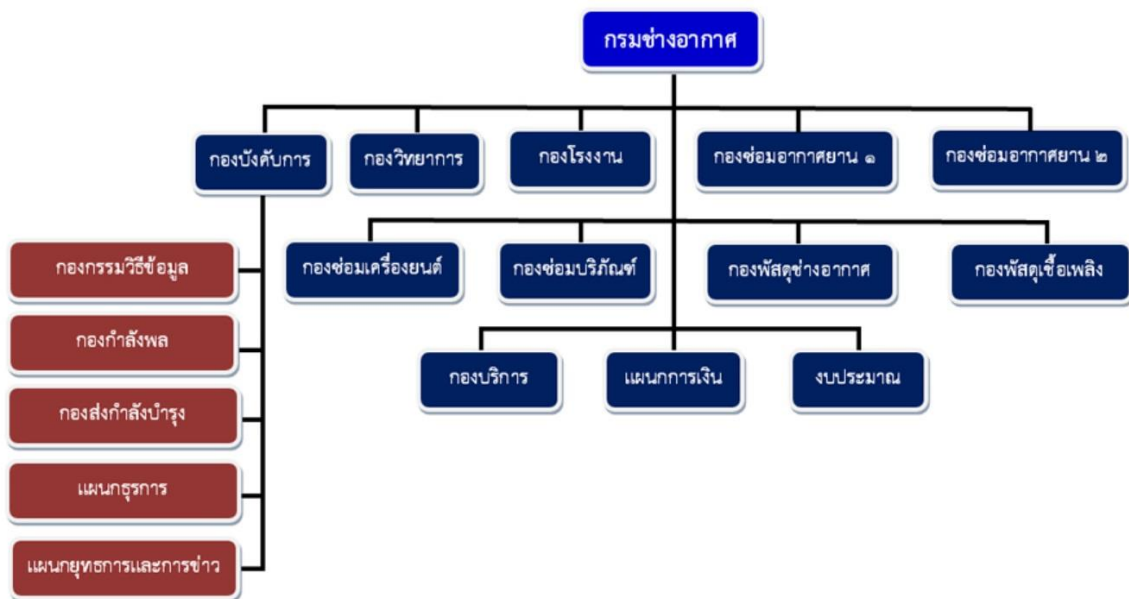 กรมช่างอากาศ
กองบังคับการ
กองวิทยาการ
กองโรงงาน
กองซ่อมอากาศยาน ๑
กองซ่อมอากาศยาน ๒
กองซ่อมเครื่องยนต์
กองซ่อมบริภัณฑ์
กองพัสดุช่างอากาศ
กองพัสดุเชื้อเพลิง
กองบริการ
แผนกการเงิน
งบประมาณ
กองกรรมวิธีข้อมูล
กองกำลังพล
กองส่งกำลังบำรุง
แผนกธุรการ
แผนกยุทธการและการข่าว